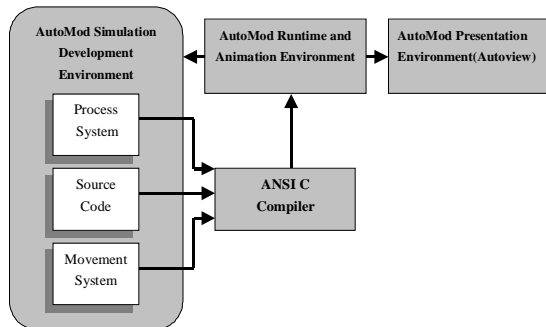 AutoMod Simulation
Development
Environment
Process
System
Source
Code
Movement
System
AutoMod Runtime and
Animation Environment
AutoMod Presentation
Environment(Autoview)
ANSI C
Compiler